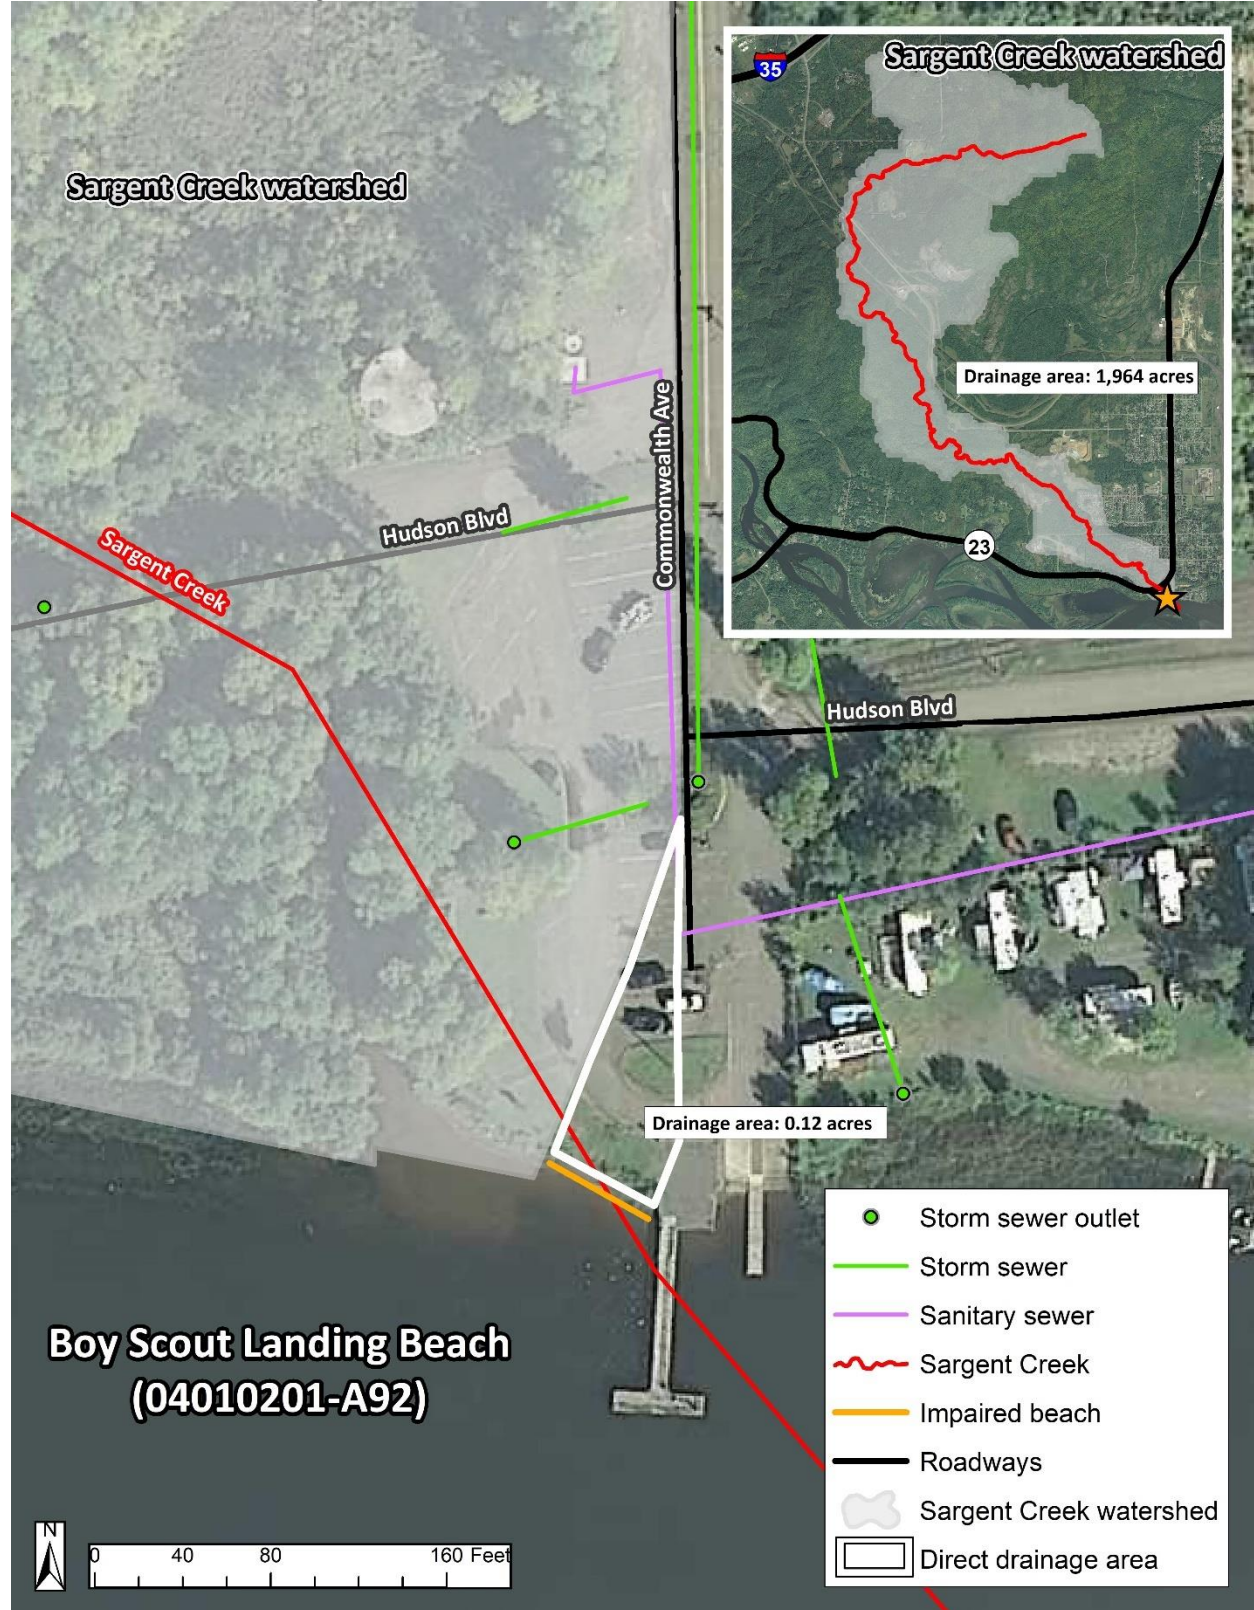 Sargent Creek watershed
35
Drainage area: 1,964 acres
23
Sargent Creek watershed
Commonwealth Ave
Hudson Blvd
Sargent Creek
Hudson Blvd
Drainage area: 0.12 acres
Boy Scout Landing Beach
(04010201-A92)
N
0 40 80 160 Feet
Storm sewer outlet
Storm sewer
Sanitary sewer
Sargent Creek
Impaired beach
Roadways
Sargent Creek watershed
Direct drainage area